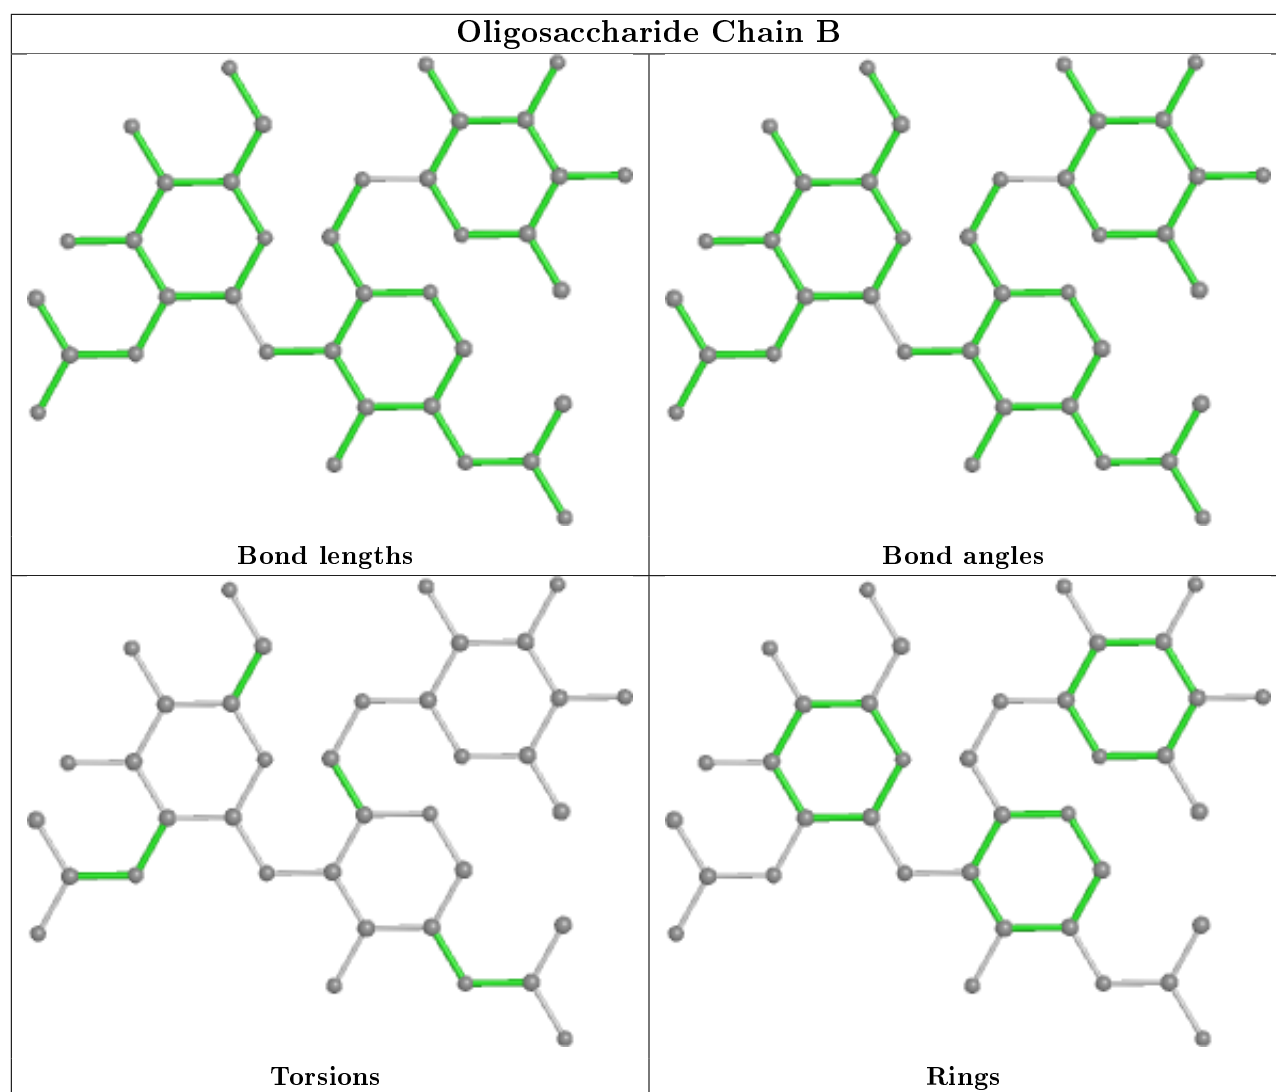 Oligosaccharide Chain B
Bond lengths
Bond angles
Torsions
Rings